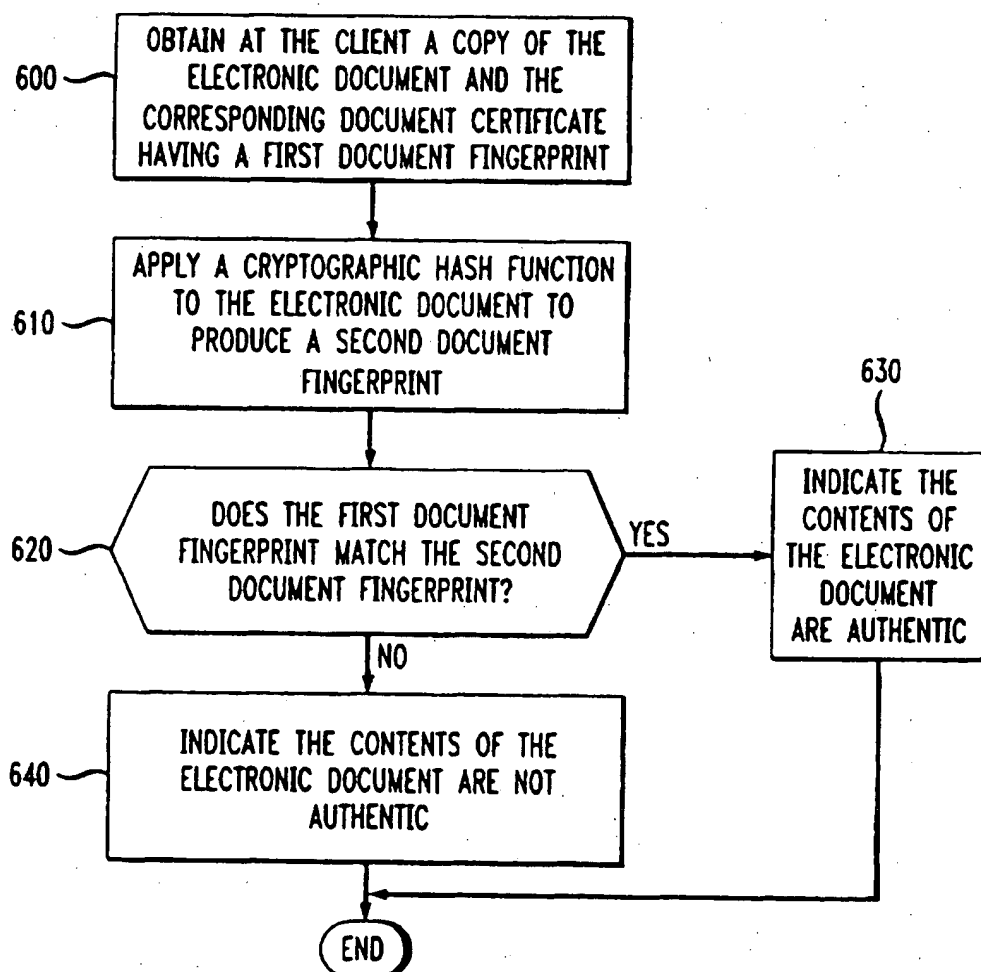 600
OBTAIN AT THE CLIENT A COPY OF THE
ELECTRONIC DOCUMENT AND THE
CORRESPONDING DOCUMENT CERTIFICATE
HAVING A FIRST DOCUMENT FINGERPRINT
610
APPLY A CRYPTOGRAPHIC HASH FUNCTION
TO THE ELECTRONIC DOCUMENT TO
PRODUCE A SECOND DOCUMENT
FINGERPRINT
620
DOES THE FIRST DOCUMENT
FINGERPRINT MATCH THE SECOND
DOCUMENT FINGERPRINT?
YES
630
INDICATE THE
CONTENTS OF
THE ELECTRONIC
DOCUMENT
ARE AUTHENTIC
NO
640
INDICATE THE CONTENTS OF THE
ELECTRONIC DOCUMENT ARE NOT
AUTHENTIC
END